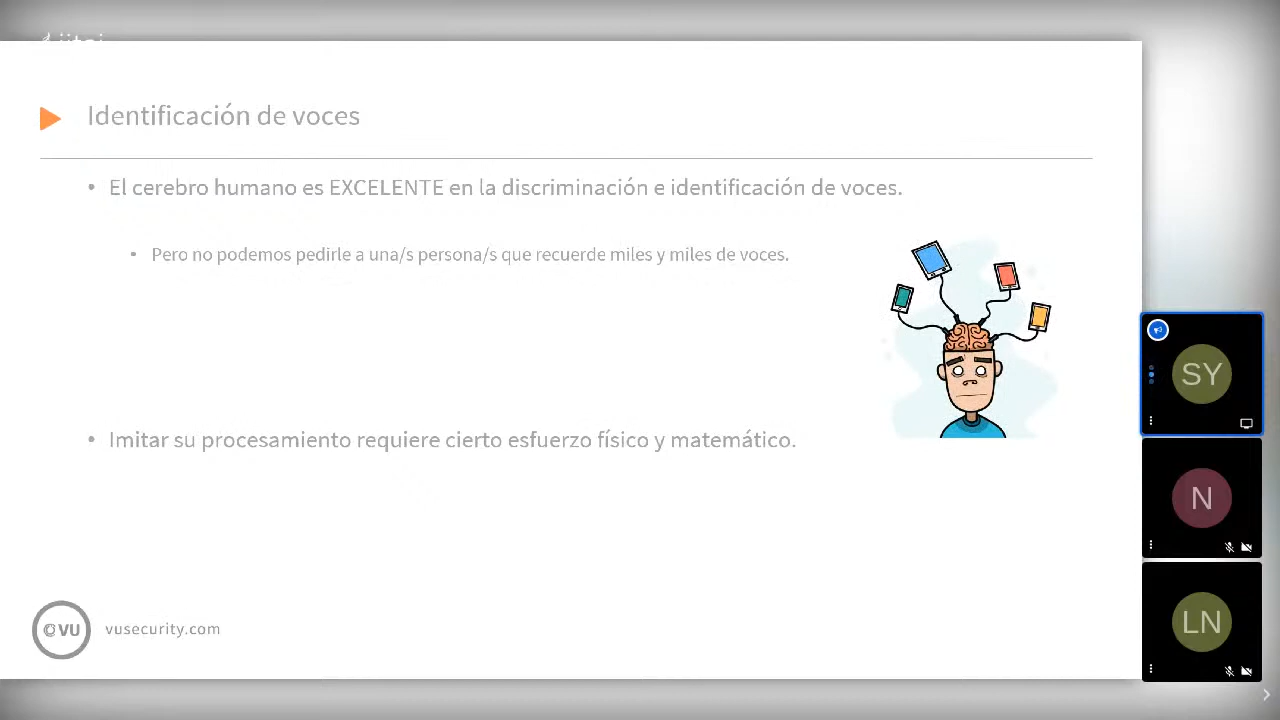 Identificación de voces
• El cerebro humano es EXCELENTE en la discriminación e identificación de voces.
• Pero no podemos pedirle a una/s persona/s que recuerde miles y miles de voces.
• Imitar su procesamiento requiere cierto esfuerzo físico y matemático.
VU
vusecurity.com
SY
N
LN